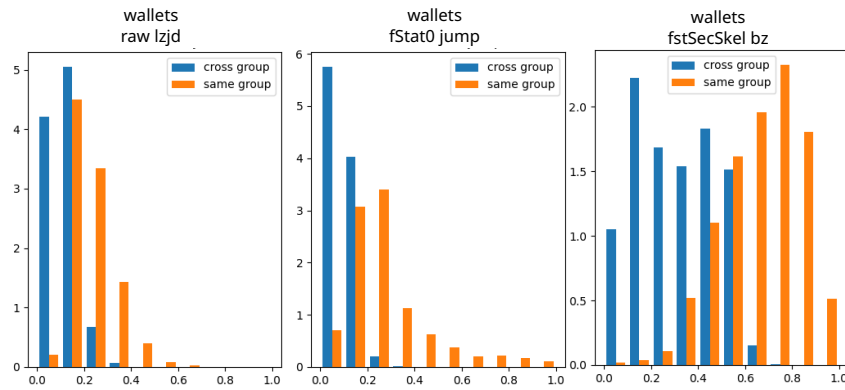 wallets
raw lzjd
cross group
same group
5
4
3
2
1
0
0.0 0.2 0.4 0.6 0.8 1.0
wallets
fStat0 jump
cross group
same group
6
5
4
3
2
1
0
0.0 0.2 0.4 0.6 0.8 1.0
wallets
fstSecSkel bz
cross group
same group
2.0
1.5
1.0
0.5
0.0
0.0 0.2 0.4 0.6 0.8 1.0